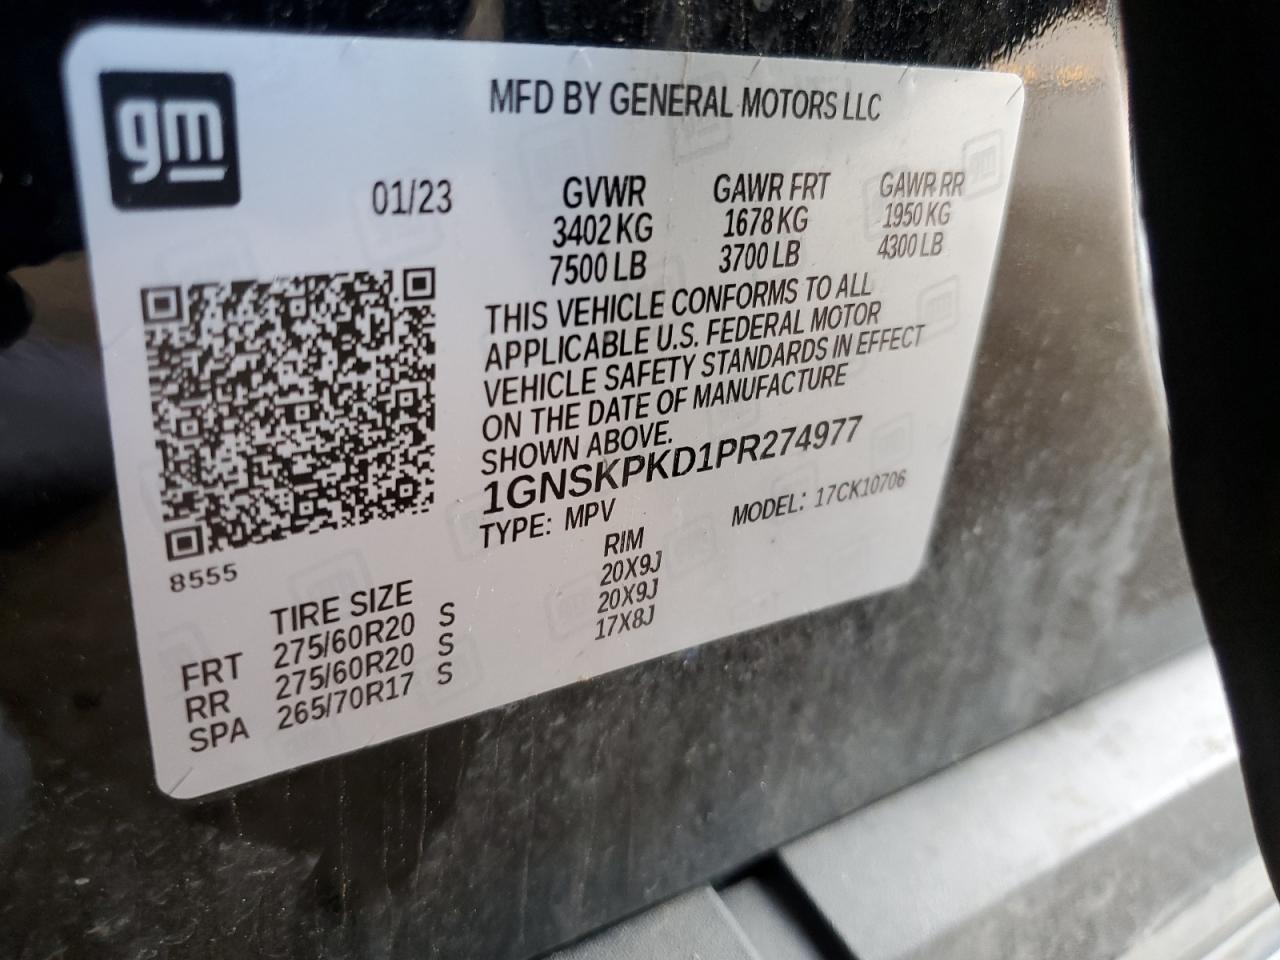 gm
MFD BY GENERAL MOTORS LLC
01/23 GVWR GAWR FRT GAWR RR
3402 KG 1678 KG 1950 KG
7500 LB 3700 LB 4300 LB
THIS VEHICLE CONFORMS TO ALL
APPLICABLE U.S. FEDERAL MOTOR
VEHICLE SAFETY STANDARDS IN EFFECT
ON THE DATE OF MANUFACTURE
SHOWN ABOVE.
1GNSKPKD1PR274977
TYPE: MPV MODEL: 17CK10706
8555
TIRE SIZE RIM
FRT 275/60R20 S 20X9J
RR 275/60R20 S 20X9J
SPA 265/70R17 S 17X8J